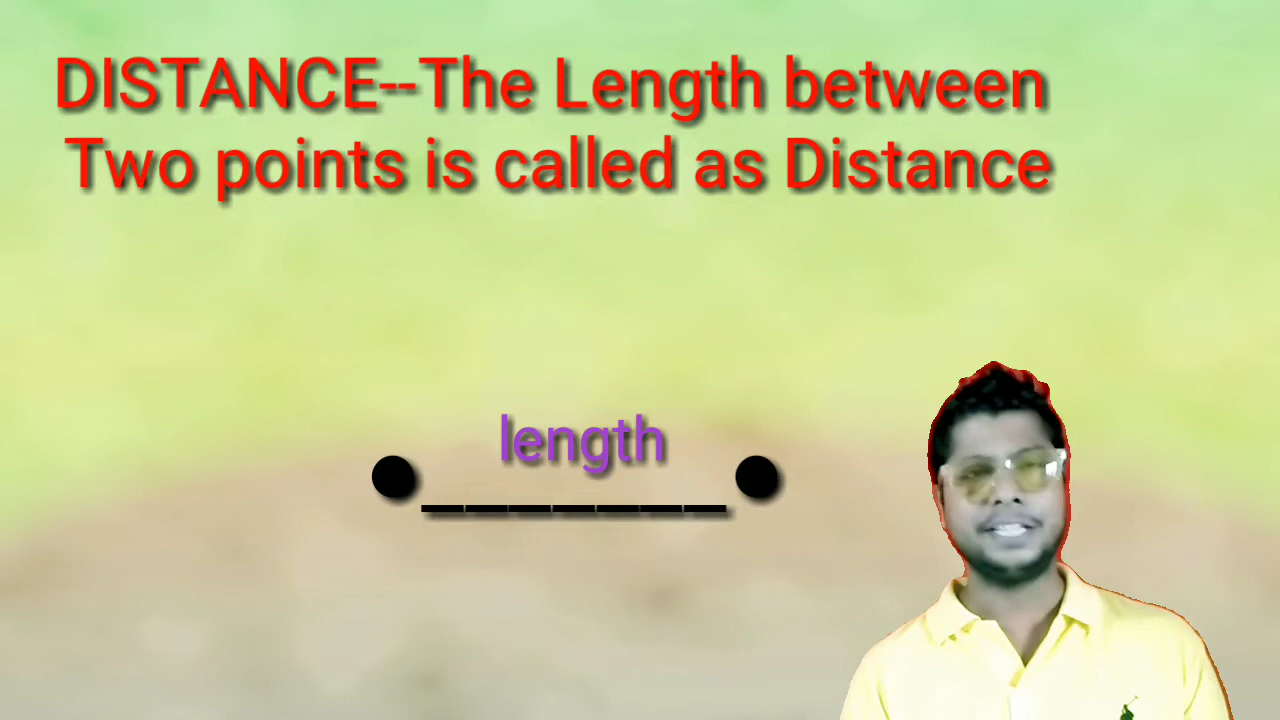 DISTANCE--The Length between
Two points is called as Distance
length